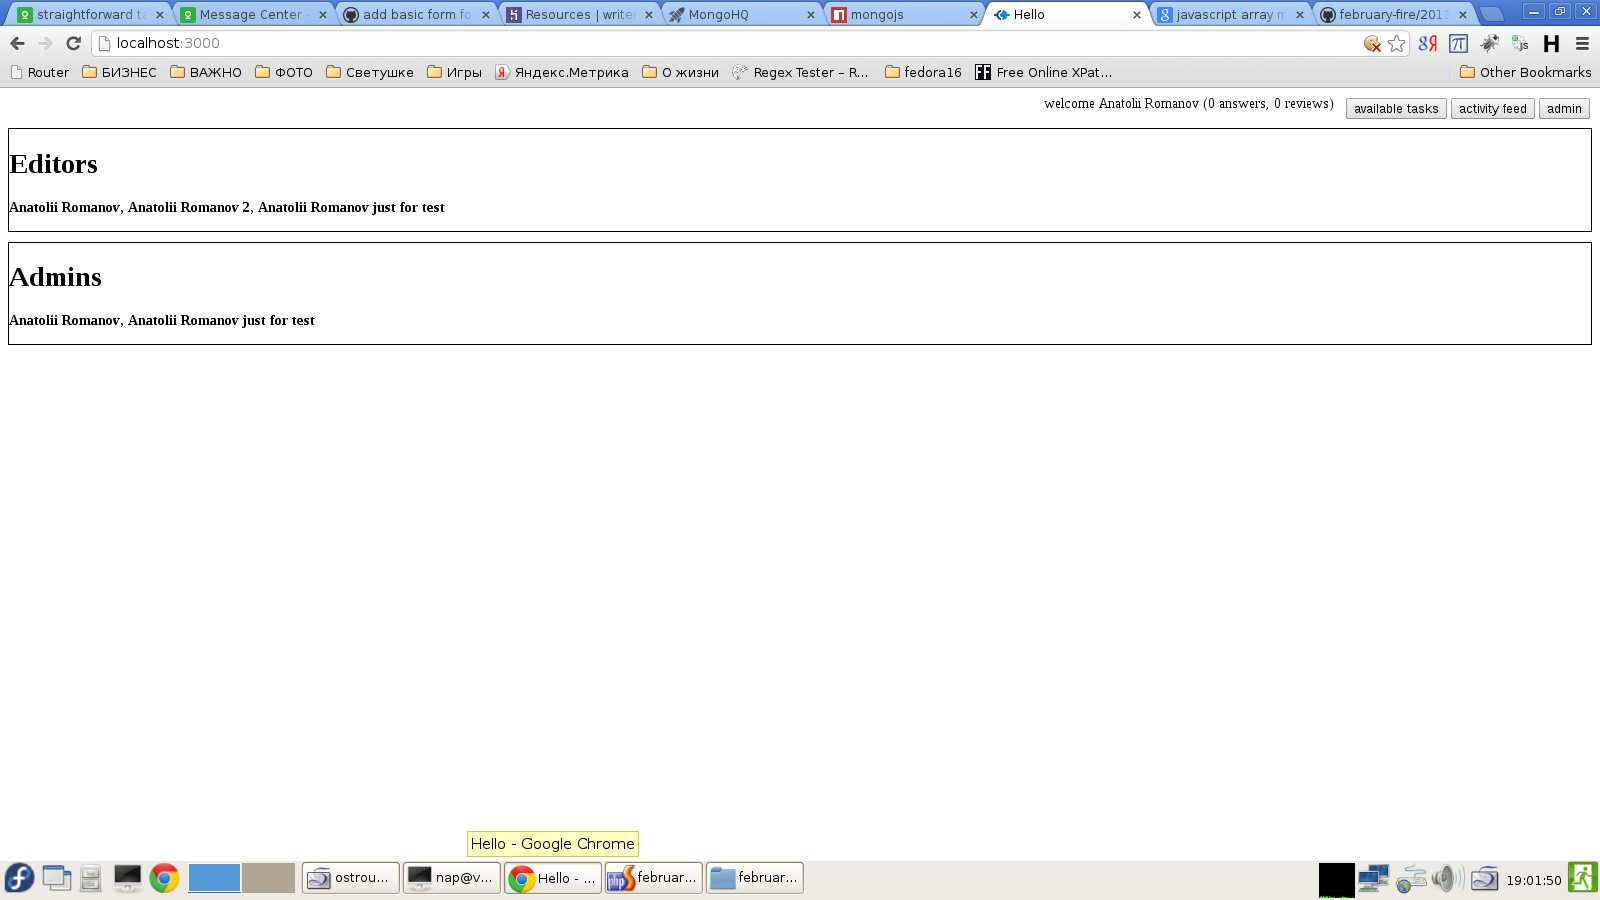 straightforward ta
Message Center -
add basic form fo
Resources | write
MongoHQ
mongojs
Hello
javascript array m
february-fire/2013
localhost:3000
Router
БИЗНЕС
ВАЖНО
ФОТО
Светушке
Игры
Яндекс.Метрика
О жизни
Regex Tester – R...
fedora16
FF Free Online XPat...
Other Bookmarks
welcome Anatolii Romanov (0 answers, 0 reviews)
available tasks
activity feed
admin
Editors
Anatolii Romanov, Anatolii Romanov 2, Anatolii Romanov just for test
Admins
Anatolii Romanov, Anatolii Romanov just for test
Hello - Google Chrome
ostrou...
nap@v...
Hello - ...
februar...
februar...
19:01:50